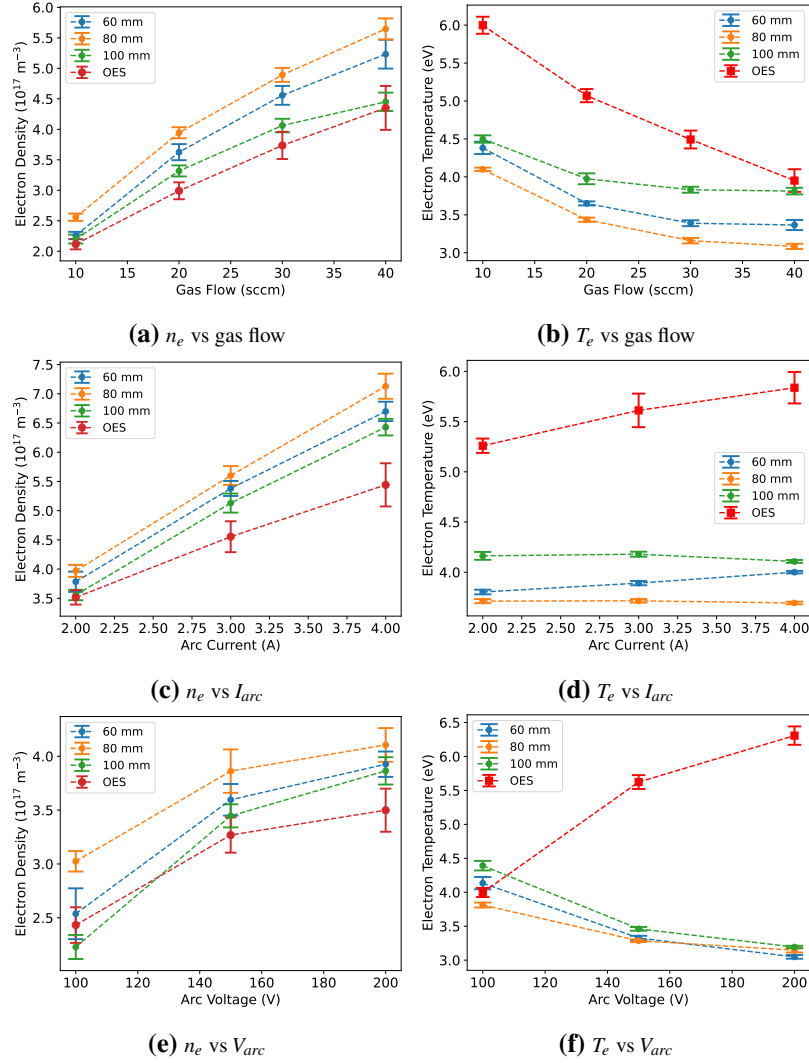 Electron Density (10¹⁷ m⁻³)
6.0
5.5
5.0
4.5
4.0
3.5
3.0
2.5
2.0
60 mm
80 mm
100 mm
OES
10 15 20 25 30 35 40
Gas Flow (sccm)
(a) nₑ vs gas flow
Electron Temperature (eV)
6.0
5.5
5.0
4.5
4.0
3.5
3.0
60 mm
80 mm
100 mm
OES
10 15 20 25 30 35 40
Gas Flow (sccm)
(b) Tₑ vs gas flow
Electron Density (10¹⁷ m⁻³)
7.5
7.0
6.5
6.0
5.5
5.0
4.5
4.0
3.5
60 mm
80 mm
100 mm
OES
2.00 2.25 2.50 2.75 3.00 3.25 3.50 3.75 4.00
Arc Current (A)
(c) nₑ vs I_arc
Electron Temperature (eV)
6.0
5.5
5.0
4.5
4.0
60 mm
80 mm
100 mm
OES
2.00 2.25 2.50 2.75 3.00 3.25 3.50 3.75 4.00
Arc Current (A)
(d) Tₑ vs I_arc
Electron Density (10¹⁷ m⁻³)
4.0
3.5
3.0
2.5
60 mm
80 mm
100 mm
OES
100 120 140 160 180 200
Arc Voltage (V)
(e) nₑ vs V_arc
Electron Temperature (eV)
6.5
6.0
5.5
5.0
4.5
4.0
3.5
3.0
60 mm
80 mm
100 mm
OES
100 120 140 160 180 200
Arc Voltage (V)
(f) Tₑ vs V_arc